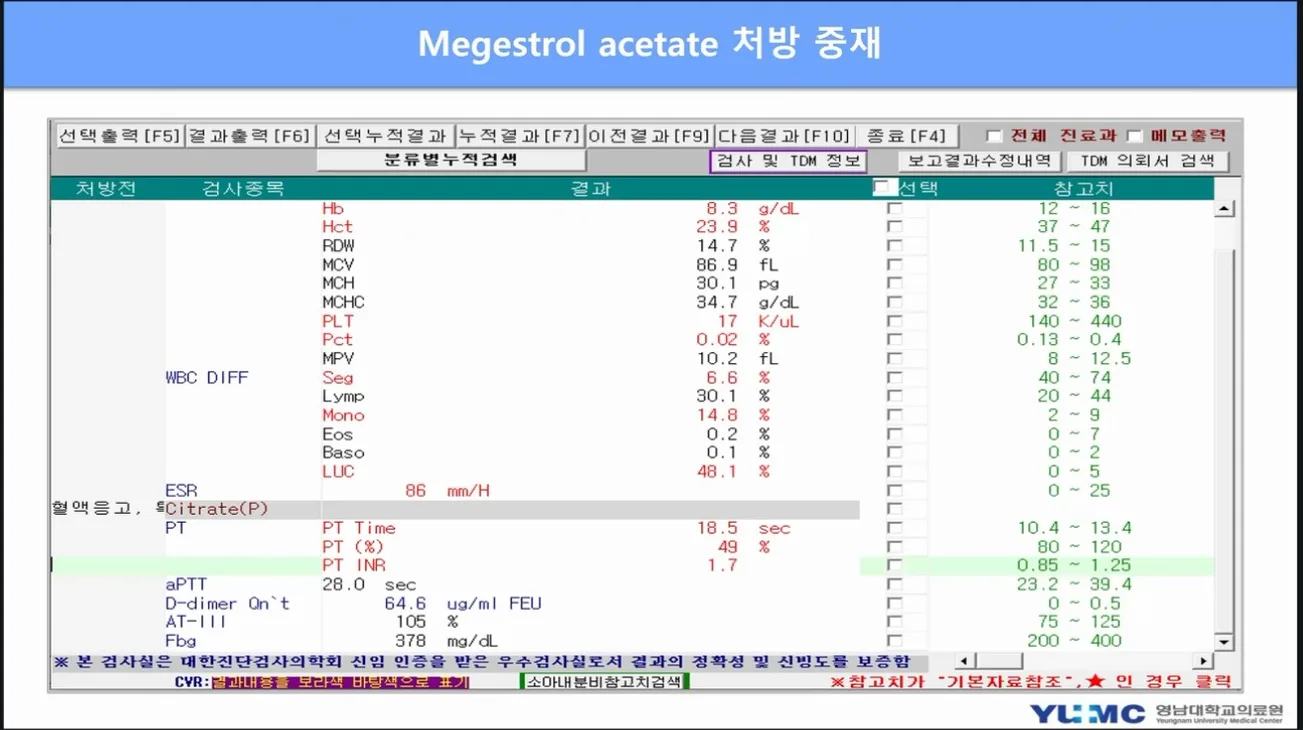 Megestrol acetate 처방 중재
선택출력[F5] 결과출력[F6] 선택누적결과 누적결과[F7] 이전결과[F9] 다음결과[F10] 종료[F4] 전체 진료과 메모출력
분류별누적검색 검사 및 TDM 정보 보고결과수정내역 TDM 의뢰서 검색
처방전 검사종목 결과 선택 참고치
Hb 8.3 g/dL 12 ~ 16
Hct 23.9 % 37 ~ 47
RDW 14.7 % 11.5 ~ 15
MCV 86.9 fL 80 ~ 98
MCH 30.1 pg 27 ~ 33
MCHC 34.7 g/dL 32 ~ 36
PLT 17 K/uL 140 ~ 440
Pct 0.02 % 0.13 ~ 0.4
MPV 10.2 fL 8 ~ 12.5
WBC DIFF Seg 6.6 % 40 ~ 74
Lymp 30.1 % 20 ~ 44
Mono 14.8 % 2 ~ 9
Eos 0.2 % 0 ~ 7
Baso 0.1 % 0 ~ 2
LUC 48.1 % 0 ~ 5
ESR 86 mm/H 0 ~ 25
혈액응고, Citrate(P)
PT PT Time 18.5 sec 10.4 ~ 13.4
PT (%) 49 % 80 ~ 120
PT INR 1.7 0.85 ~ 1.25
aPTT 28.0 sec 23.2 ~ 39.4
D-dimer Qn`t 64.6 ug/ml FEU 0 ~ 0.5
AT-III 105 % 75 ~ 125
Fbg 378 mg/dL 200 ~ 400
※ 본 검사실은 대한진단검사의학회 신임 인증을 받은 우수검사실로서 결과의 정확성 및 신빙도를 보증함
CVR:결과내용을 보라색 바탕색으로 표기 소아내분비참고치검색 ※참고치가 "기본자료참조",★ 인 경우 클릭
YUMC 영남대학교의료원
Yeungnam University Medical Center